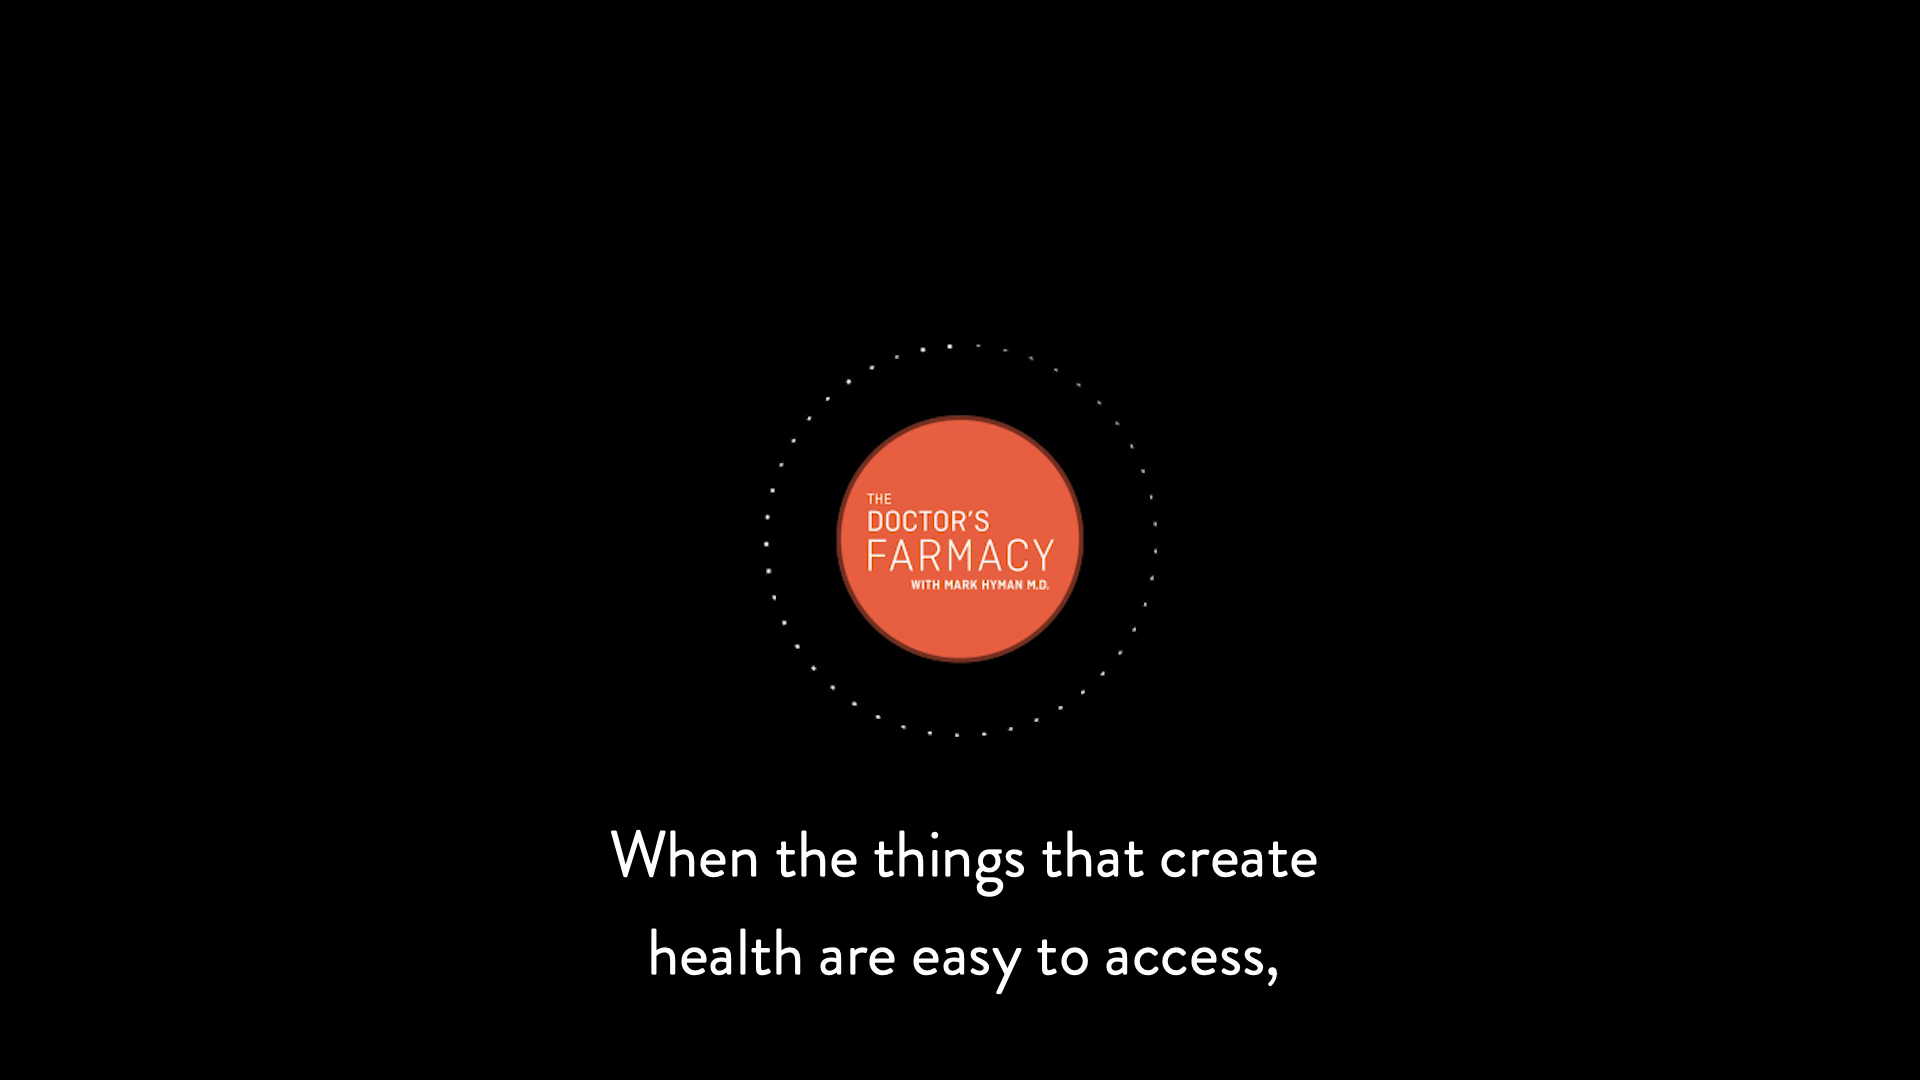 THE
DOCTOR'S
FARMACY
WITH MARK HYMAN M.D.
When the things that create
health are easy to access,